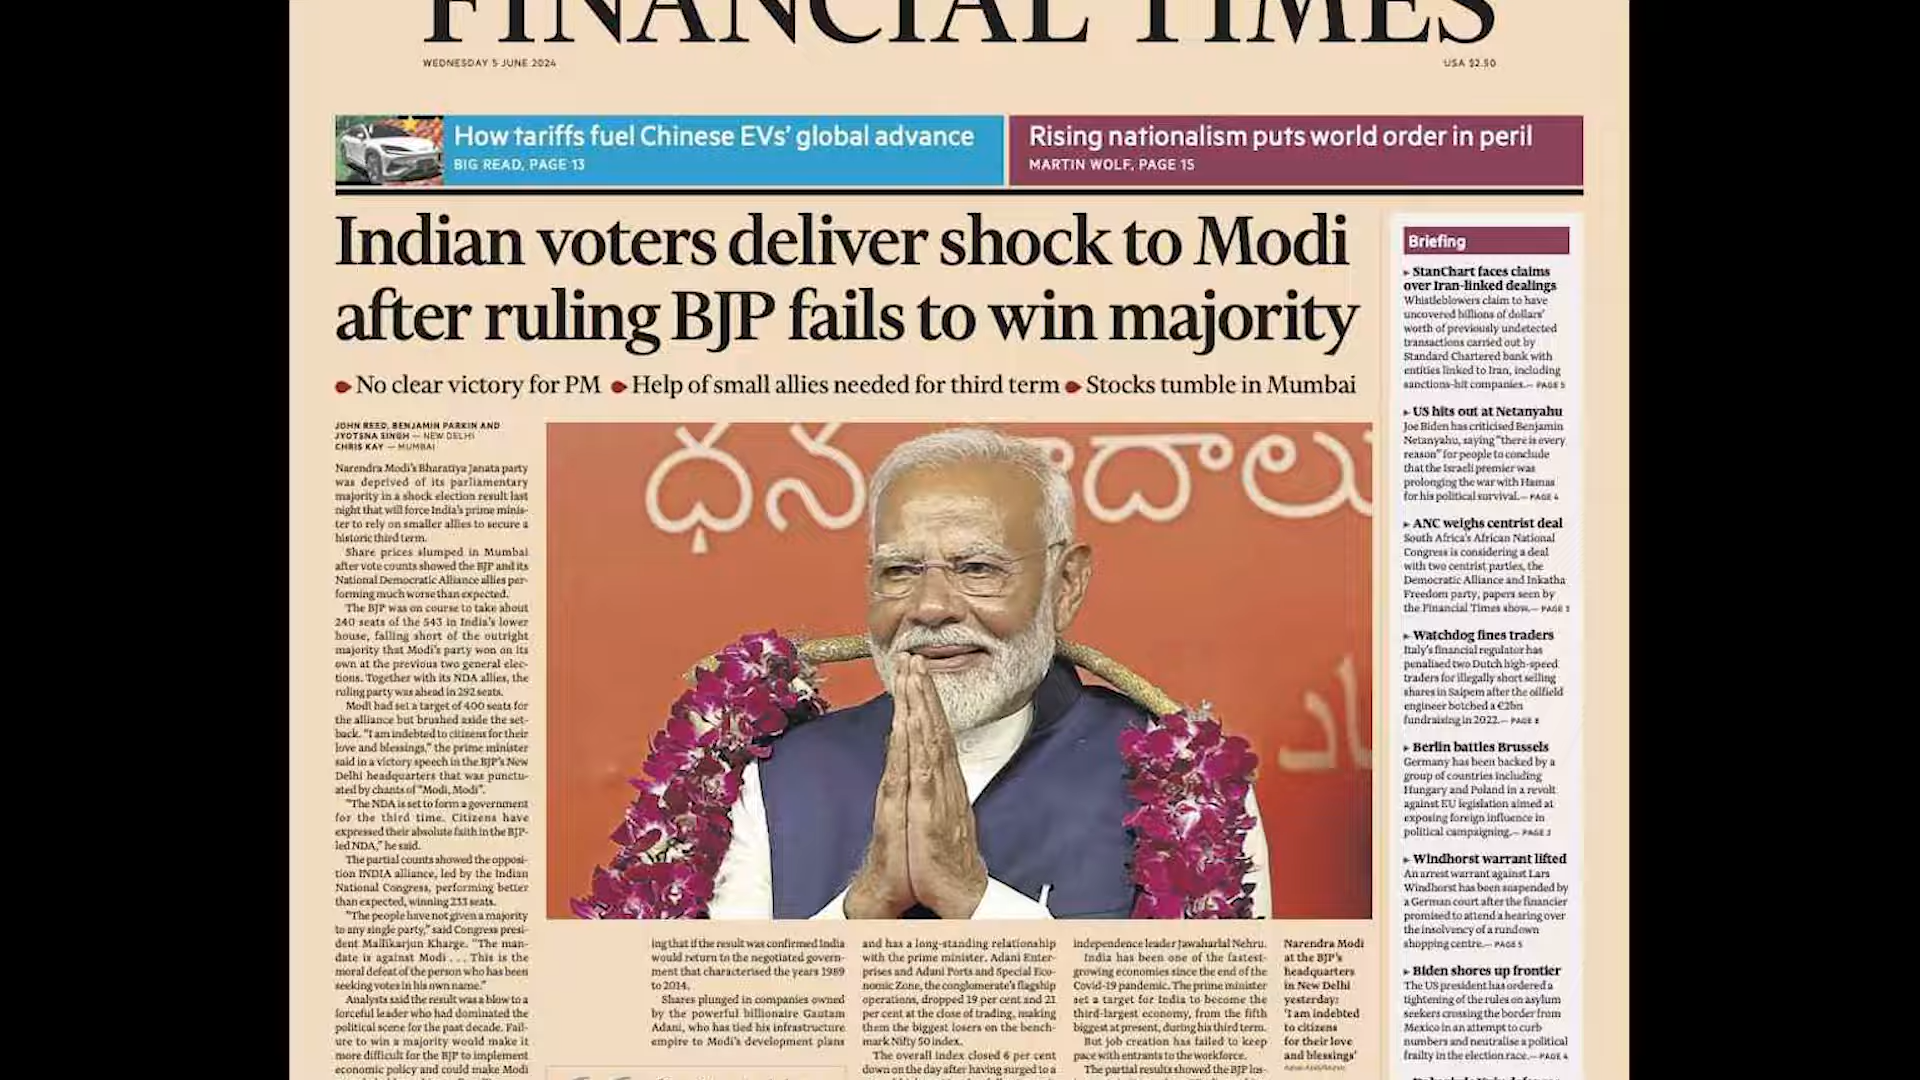 FINANCIAL TIMES
WEDNESDAY 5 JUNE 2024
USA $2.50
How tariffs fuel Chinese EVs’ global advance
BIG READ, PAGE 13
Rising nationalism puts world order in peril
MARTIN WOLF, PAGE 15
Indian voters deliver shock to Modi
after ruling BJP fails to win majority
No clear victory for PM
Help of small allies needed for third term
Stocks tumble in Mumbai
JOHN REED, BENJAMIN PARKIN AND
JYOTSNA SINGH — NEW DELHI
CHRIS KAY — MUMBAI
Narendra Modi’s Bharatiya Janata party
was deprived of its parliamentary
majority in a shock election result last
night that will force India’s prime minis-
ter to rely on smaller allies to secure a
historic third term.
Share prices slumped in Mumbai
after vote counts showed the BJP and its
National Democratic Alliance allies per-
forming much worse than expected.
The BJP was on course to take about
240 seats of the 543 in India’s lower
house, falling short of the outright
majority that Modi’s party won on its
own at the previous two general elec-
tions. Together with its NDA allies, the
ruling party was ahead in 292 seats.
Modi had set a target of 400 seats for
the alliance but brushed aside the set-
back. “I am indebted to citizens for their
love and blessings,” the prime minister
said in a victory speech in the BJP’s New
Delhi headquarters that was punctu-
ated by chants of “Modi, Modi”.
“The NDA is set to form a government
for the third time. Citizens have
expressed their absolute faith in the BJP-
led NDA,” he said.
The partial counts showed the opposi-
tion INDIA alliance, led by the Indian
National Congress, performing better
than expected, winning 233 seats.
“The people have not given a majority
to any single party,” said Congress presi-
dent Mallikarjun Kharge. “The man-
date is against Modi . . . This is the
moral defeat of the person who has been
seeking votes in his own name.”
Analysts said the result was a blow to a
forceful leader who had dominated the
political scene for the past decade. Fail-
ure to win a majority would make it
more difficult for the BJP to implement
economic policy and could make Modi
ధన
దాలు
ing that if the result was confirmed India
would return to the negotiated govern-
ment that characterised the years 1989
to 2014.
Shares plunged in companies owned
by the powerful billionaire Gautam
Adani, who has tied his infrastructure
empire to Modi’s development plans
and has a long-standing relationship
with the prime minister. Adani Enter-
prises and Adani Ports and Special Eco-
nomic Zone, the conglomerate’s flagship
operations, dropped 19 per cent and 21
per cent at the close of trading, making
them the biggest losers on the bench-
mark Nifty 50 index.
The overall index closed 6 per cent
down on the day after having surged to a
independence leader Jawaharlal Nehru.
India has been one of the fastest-
growing economies since the end of the
Covid-19 pandemic. The prime minister
set a target for India to become the
third-largest economy, from the fifth
biggest at present, during his third term.
But job creation has failed to keep
pace with entrants to the workforce.
The partial results showed the BJP los-
Narendra Modi
at the BJP’s
headquarters
in New Delhi
yesterday:
‘I am indebted
to citizens
for their love
and blessings’
Briefing
StanChart faces claims
over Iran-linked dealings
Whistleblowers claim to have
uncovered billions of dollars’
worth of previously undetected
transactions carried out by
Standard Chartered bank with
entities linked to Iran, including
sanctions-hit companies.— PAGE 5
US hits out at Netanyahu
Joe Biden has criticised Benjamin
Netanyahu, saying “there is every
reason” for people to conclude
that the Israeli premier was
prolonging the war with Hamas
for his political survival.— PAGE 4
ANC weighs centrist deal
South Africa’s African National
Congress is considering a deal
with two centrist parties, the
Democratic Alliance and Inkatha
Freedom party, papers seen by
the Financial Times show.— PAGE
Watchdog fines traders
Italy’s financial regulator has
penalised two Dutch high-speed
traders for illegally short selling
shares in Saipem after the oilfield
engineer botched a €2bn
fundraising in 2022.— PAGE
Berlin battles Brussels
Germany has been backed by a
group of countries including
Hungary and Poland in a revolt
against EU legislation aimed at
exposing foreign influence in
political campaigning.— PAGE
Windhorst warrant lifted
An arrest warrant against Lars
Windhorst has been suspended by
a German court after the financier
promised to attend a hearing over
the insolvency of a rundown
shopping centre.— PAGE 5
Biden shores up frontier
The US president has ordered a
tightening of the rules on asylum
seekers crossing the border from
Mexico in an attempt to curb
numbers and neutralise a political
frailty in the election race.— PAGE 4